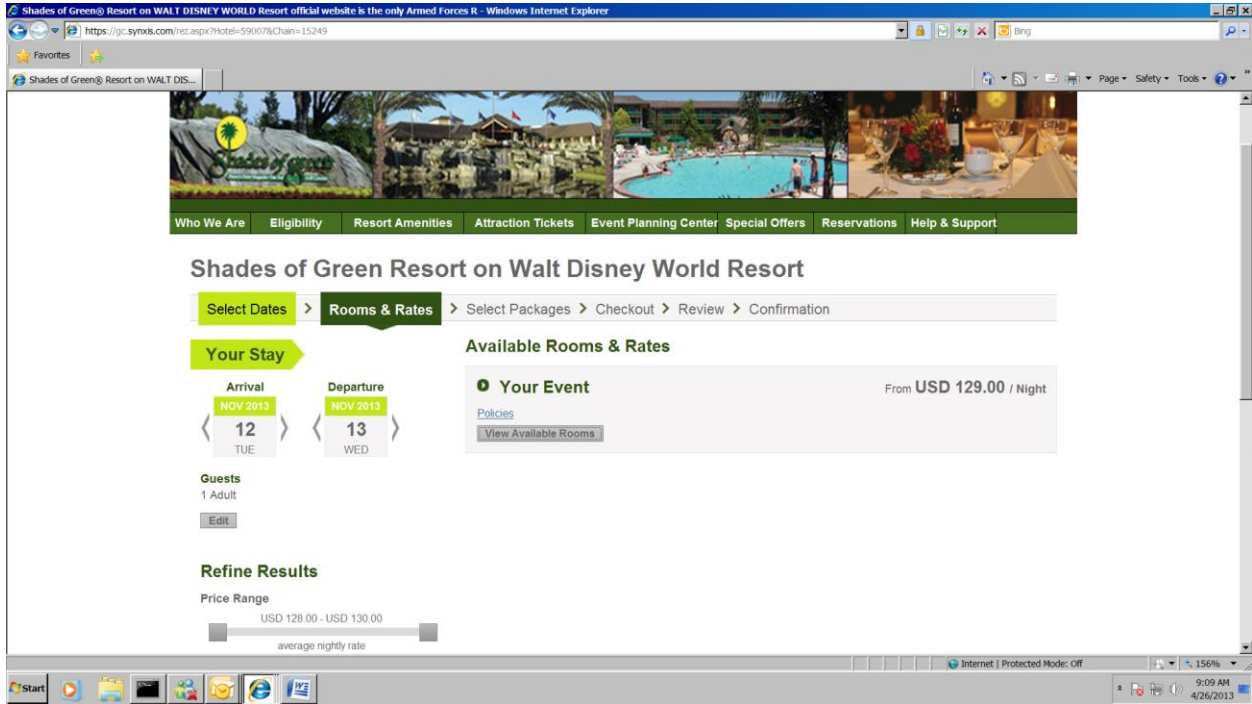 Shades of Green® Resort on WALT DISNEY WORLD Resort official website is the only Armed Forces R - Windows Internet Explorer
https://gc.synxis.com/rez.aspx?Hotel=59007&Chain=15249
Bing
Favorites
Shades of Green® Resort on WALT DIS...
Page Safety Tools
Shades of green
Who We Are Eligibility Resort Amenities Attraction Tickets Event Planning Center Special Offers Reservations Help & Support
Shades of Green Resort on Walt Disney World Resort
Select Dates > Rooms & Rates > Select Packages > Checkout > Review > Confirmation
Your Stay
Available Rooms & Rates
Arrival Departure
NOV 2013 NOV 2013
12 13
TUE WED
Your Event
From USD 129.00 / Night
Policies
View Available Rooms
Guests
1 Adult
Edit
Refine Results
Price Range
USD 128.00 - USD 130.00
average nightly rate
Internet | Protected Mode: Off
156%
Start
9:09 AM
4/26/2013